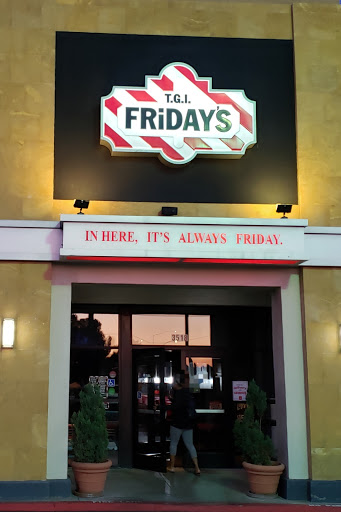 T.G.I.
FRiDAY'S
IN HERE, IT'S ALWAYS FRIDAY.